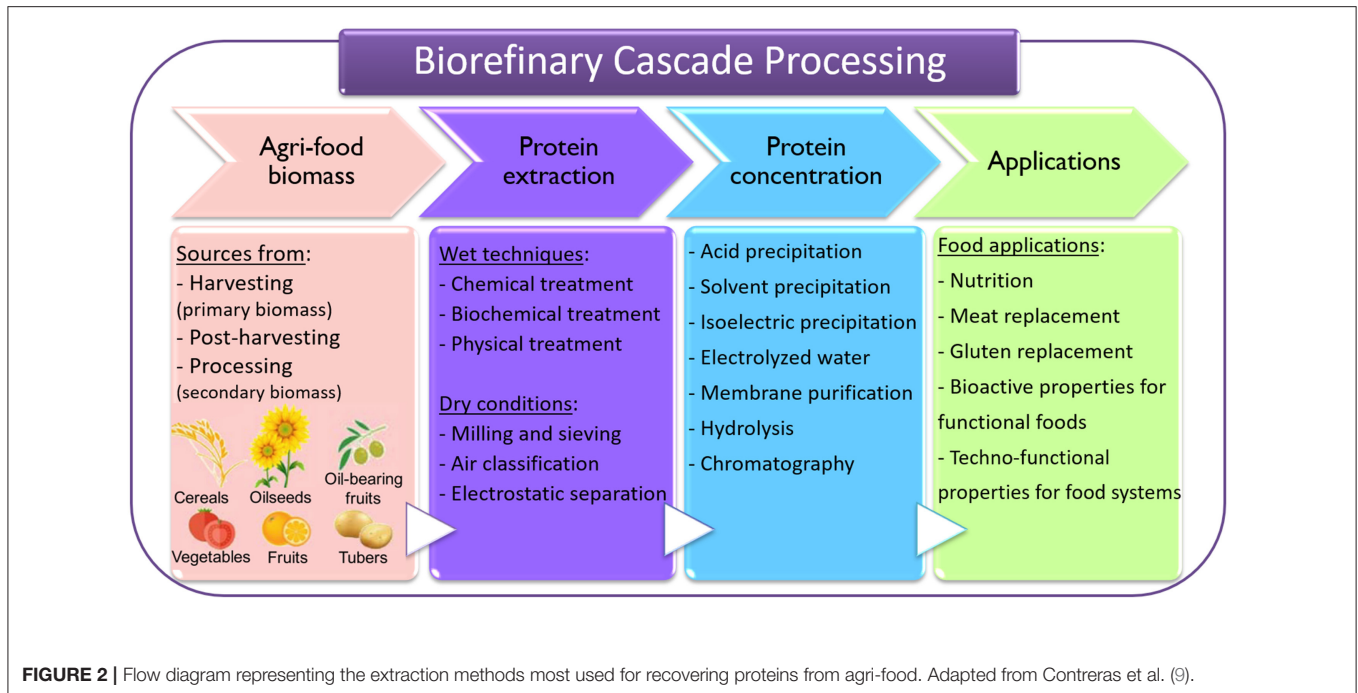 Biorefinary Cascade Processing
Agri-food
biomass
Protein
extraction
Protein
concentration
Applications
Sources from:
- Harvesting
(primary biomass)
- Post-harvesting
- Processing
(secondary biomass)
Cereals
Oilseeds
Oil-bearing
fruits
Vegetables
Fruits
Tubers
Wet techniques:
- Chemical treatment
- Biochemical treatment
- Physical treatment
Dry conditions:
- Milling and sieving
- Air classification
- Electrostatic separation
- Acid precipitation
- Solvent precipitation
- Isoelectric precipitation
- Electrolyzed water
- Membrane purification
- Hydrolysis
- Chromatography
Food applications:
- Nutrition
- Meat replacement
- Gluten replacement
- Bioactive properties for
functional foods
- Techno-functional
properties for food systems
FIGURE 2 | Flow diagram representing the extraction methods most used for recovering proteins from agri-food. Adapted from Contreras et al. (9).